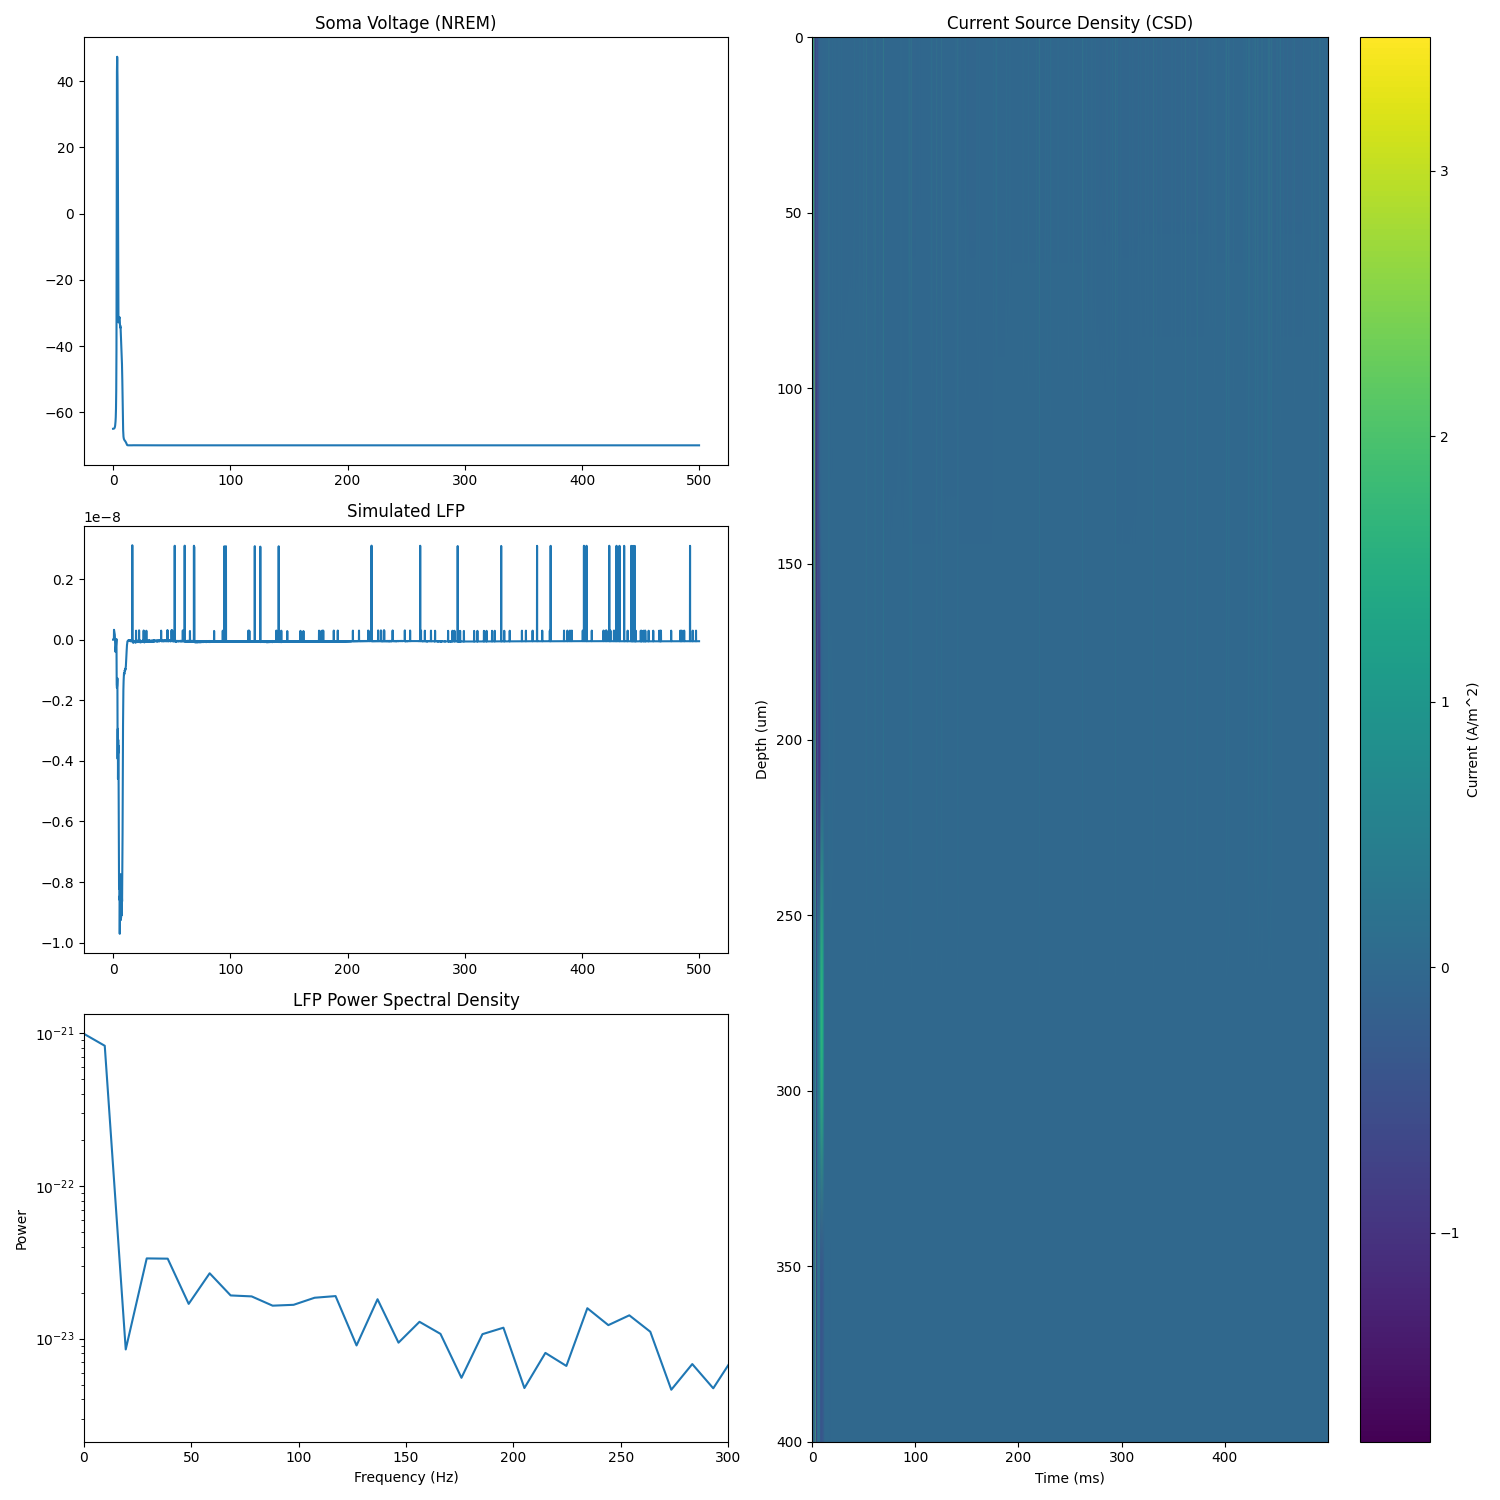 Soma Voltage (NREM)
40
20
0
−20
−40
−60
0 100 200 300 400 500
Simulated LFP
1e−8
0.2
0.0
−0.2
−0.4
−0.6
−0.8
−1.0
0 100 200 300 400 500
LFP Power Spectral Density
10−21
10−22
10−23
Power
0 50 100 150 200 250 300
Frequency (Hz)
Current Source Density (CSD)
0
50
100
150
200
250
300
350
400
Depth (um)
0 100 200 300 400
Time (ms)
3
2
1
0
−1
Current (A/m^2)